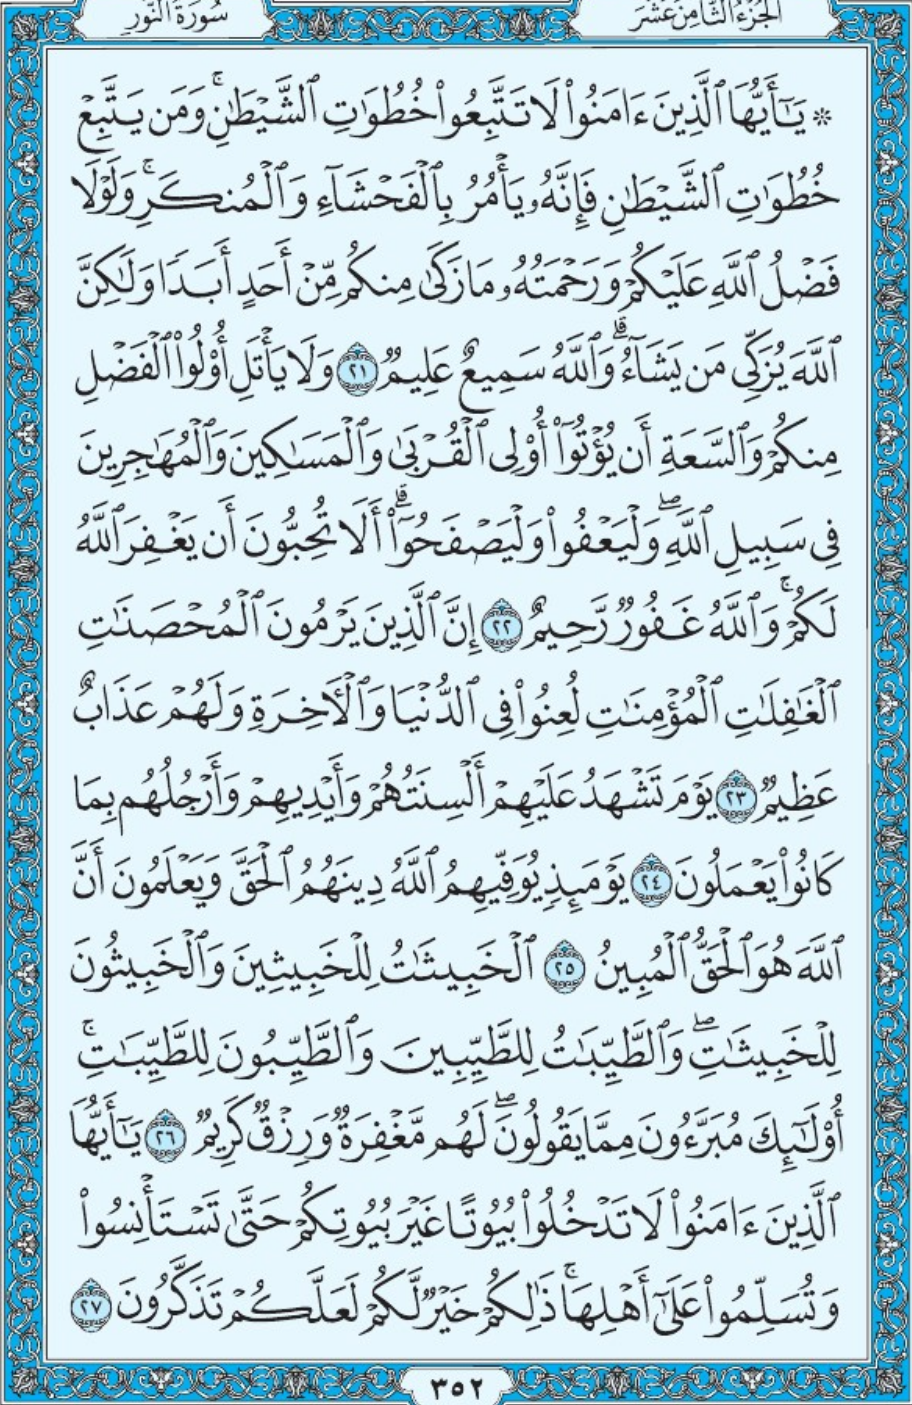 الجزء الثامن عشر
سورة النور
۞ يَـٰٓأَيُّهَا ٱلَّذِينَ ءَامَنُوا۟ لَا تَتَّبِعُوا۟ خُطُوَٰتِ ٱلشَّيْطَـٰنِ ۚ وَمَن يَتَّبِعْ
خُطُوَٰتِ ٱلشَّيْطَـٰنِ فَإِنَّهُۥ يَأْمُرُ بِٱلْفَحْشَآءِ وَٱلْمُنكَرِ ۚ وَلَوْلَا
فَضْلُ ٱللَّهِ عَلَيْكُمْ وَرَحْمَتُهُۥ مَا زَكَىٰ مِنكُم مِّنْ أَحَدٍ أَبَدًا وَلَـٰكِنَّ
ٱللَّهَ يُزَكِّى مَن يَشَآءُ ۗ وَٱللَّهُ سَمِيعٌ عَلِيمٌ ٢١ وَلَا يَأْتَلِ أُو۟لُوا۟ ٱلْفَضْلِ
مِنكُمْ وَٱلسَّعَةِ أَن يُؤْتُوٓا۟ أُو۟لِى ٱلْقُرْبَىٰ وَٱلْمَسَـٰكِينَ وَٱلْمُهَـٰجِرِينَ
فِى سَبِيلِ ٱللَّهِ ۖ وَلْيَعْفُوا۟ وَلْيَصْفَحُوٓا۟ ۗ أَلَا تُحِبُّونَ أَن يَغْفِرَ ٱللَّهُ
لَكُمْ ۚ وَٱللَّهُ غَفُورٌ رَّحِيمٌ ٢٢ إِنَّ ٱلَّذِينَ يَرْمُونَ ٱلْمُحْصَنَـٰتِ
ٱلْغَـٰفِلَـٰتِ ٱلْمُؤْمِنَـٰتِ لُعِنُوا۟ فِى ٱلدُّنْيَا وَٱلْـَٔاخِرَةِ وَلَهُمْ عَذَابٌ
عَظِيمٌ ٢٣ يَوْمَ تَشْهَدُ عَلَيْهِمْ أَلْسِنَتُهُمْ وَأَيْدِيهِمْ وَأَرْجُلُهُم بِمَا
كَانُوا۟ يَعْمَلُونَ ٢٤ يَوْمَئِذٍ يُوَفِّيهِمُ ٱللَّهُ دِينَهُمُ ٱلْحَقَّ وَيَعْلَمُونَ أَنَّ
ٱللَّهَ هُوَ ٱلْحَقُّ ٱلْمُبِينُ ٢٥ ٱلْخَبِيثَـٰتُ لِلْخَبِيثِينَ وَٱلْخَبِيثُونَ
لِلْخَبِيثَـٰتِ ۖ وَٱلطَّيِّبَـٰتُ لِلطَّيِّبِينَ وَٱلطَّيِّبُونَ لِلطَّيِّبَـٰتِ ۚ
أُو۟لَـٰٓئِكَ مُبَرَّءُونَ مِمَّا يَقُولُونَ ۖ لَهُم مَّغْفِرَةٌ وَرِزْقٌ كَرِيمٌ ٢٦ يَـٰٓأَيُّهَا
ٱلَّذِينَ ءَامَنُوا۟ لَا تَدْخُلُوا۟ بُيُوتًا غَيْرَ بُيُوتِكُمْ حَتَّىٰ تَسْتَأْنِسُوا۟
وَتُسَلِّمُوا۟ عَلَىٰٓ أَهْلِهَا ۚ ذَٰلِكُمْ خَيْرٌ لَّكُمْ لَعَلَّكُمْ تَذَكَّرُونَ ٢٧
٣٥٢